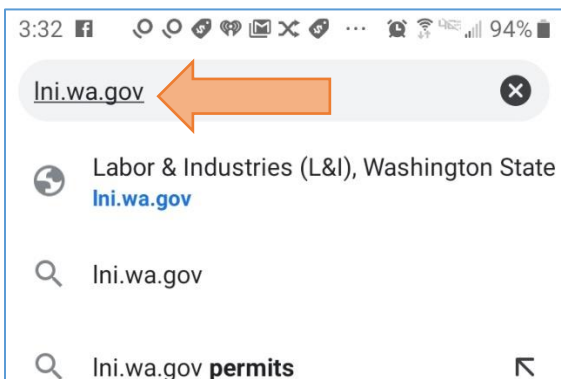 3:32 94%
lni.wa.gov
Labor & Industries (L&I), Washington State
lni.wa.gov
lni.wa.gov
lni.wa.gov permits